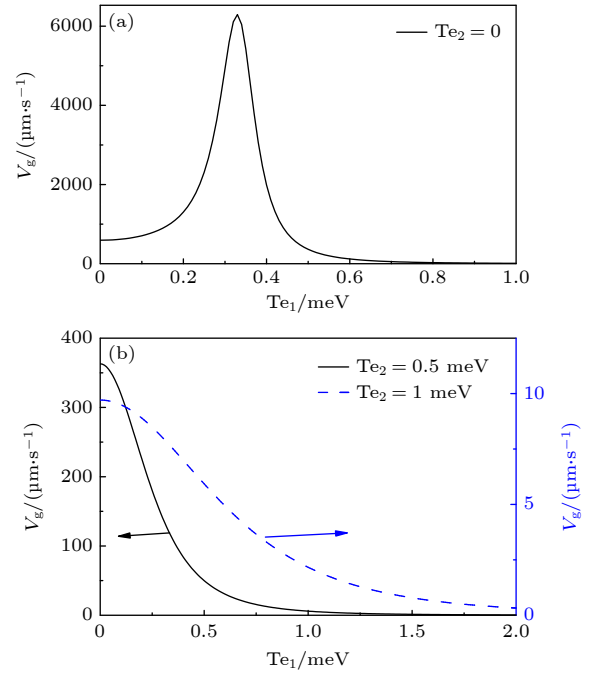 (a)
Te₂ = 0
6000
4000
2000
0
V_g/(μm·s⁻¹)
0 0.2 0.4 0.6 0.8 1.0
Te₁/meV
(b)
Te₂ = 0.5 meV
Te₂ = 1 meV
400
300
200
100
0
V_g/(μm·s⁻¹)
10
5
0
V_g/(μm·s⁻¹)
0 0.5 1.0 1.5 2.0
Te₁/meV